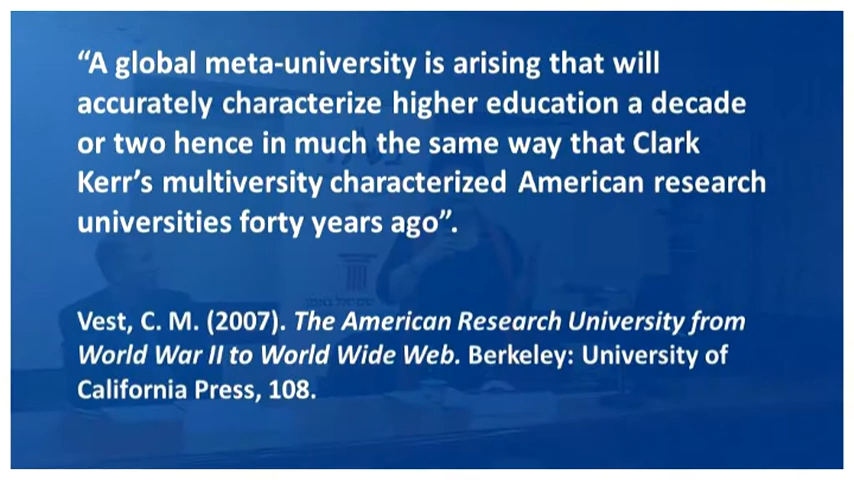 “A global meta-university is arising that will
accurately characterize higher education a decade
or two hence in much the same way that Clark
Kerr’s multiversity characterized American research
universities forty years ago”.
Vest, C. M. (2007). The American Research University from
World War II to World Wide Web. Berkeley: University of
California Press, 108.